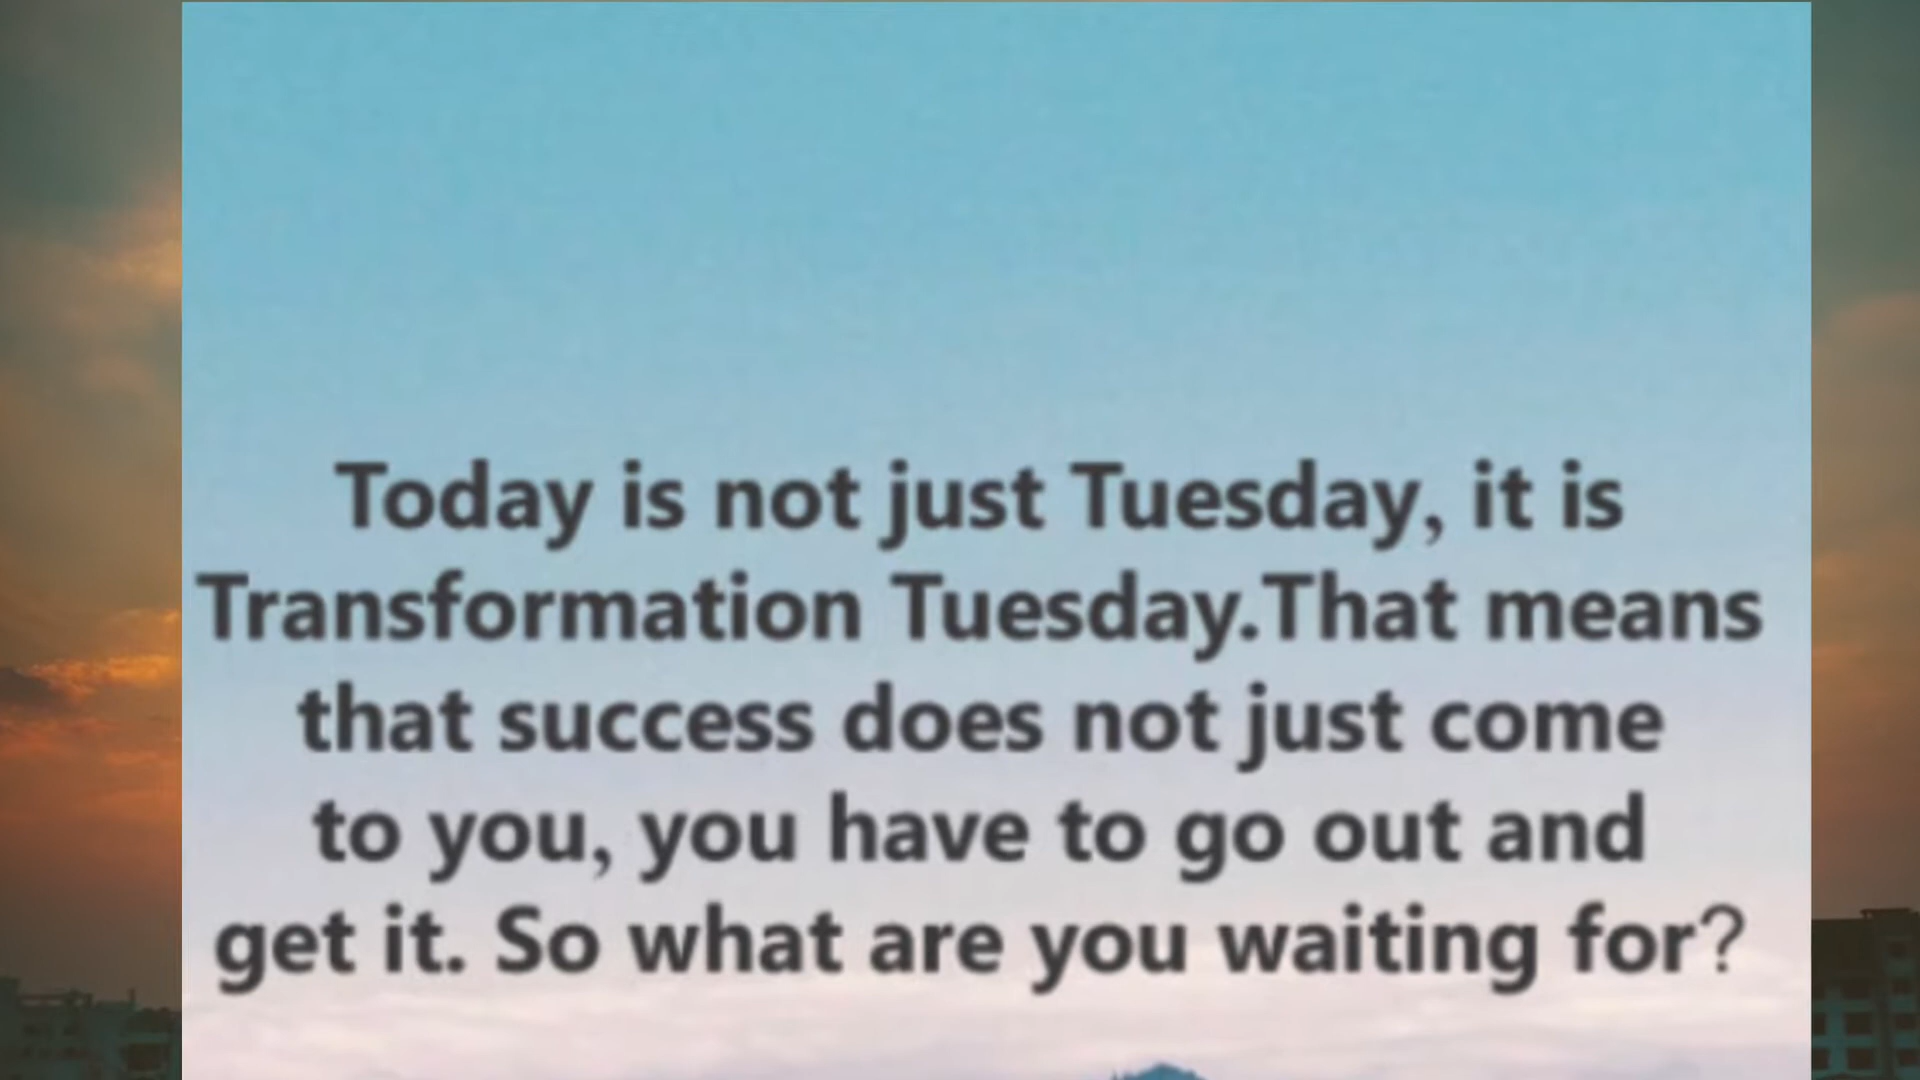 Today is not just Tuesday, it is
Transformation Tuesday.That means
that success does not just come
to you, you have to go out and
get it. So what are you waiting for?